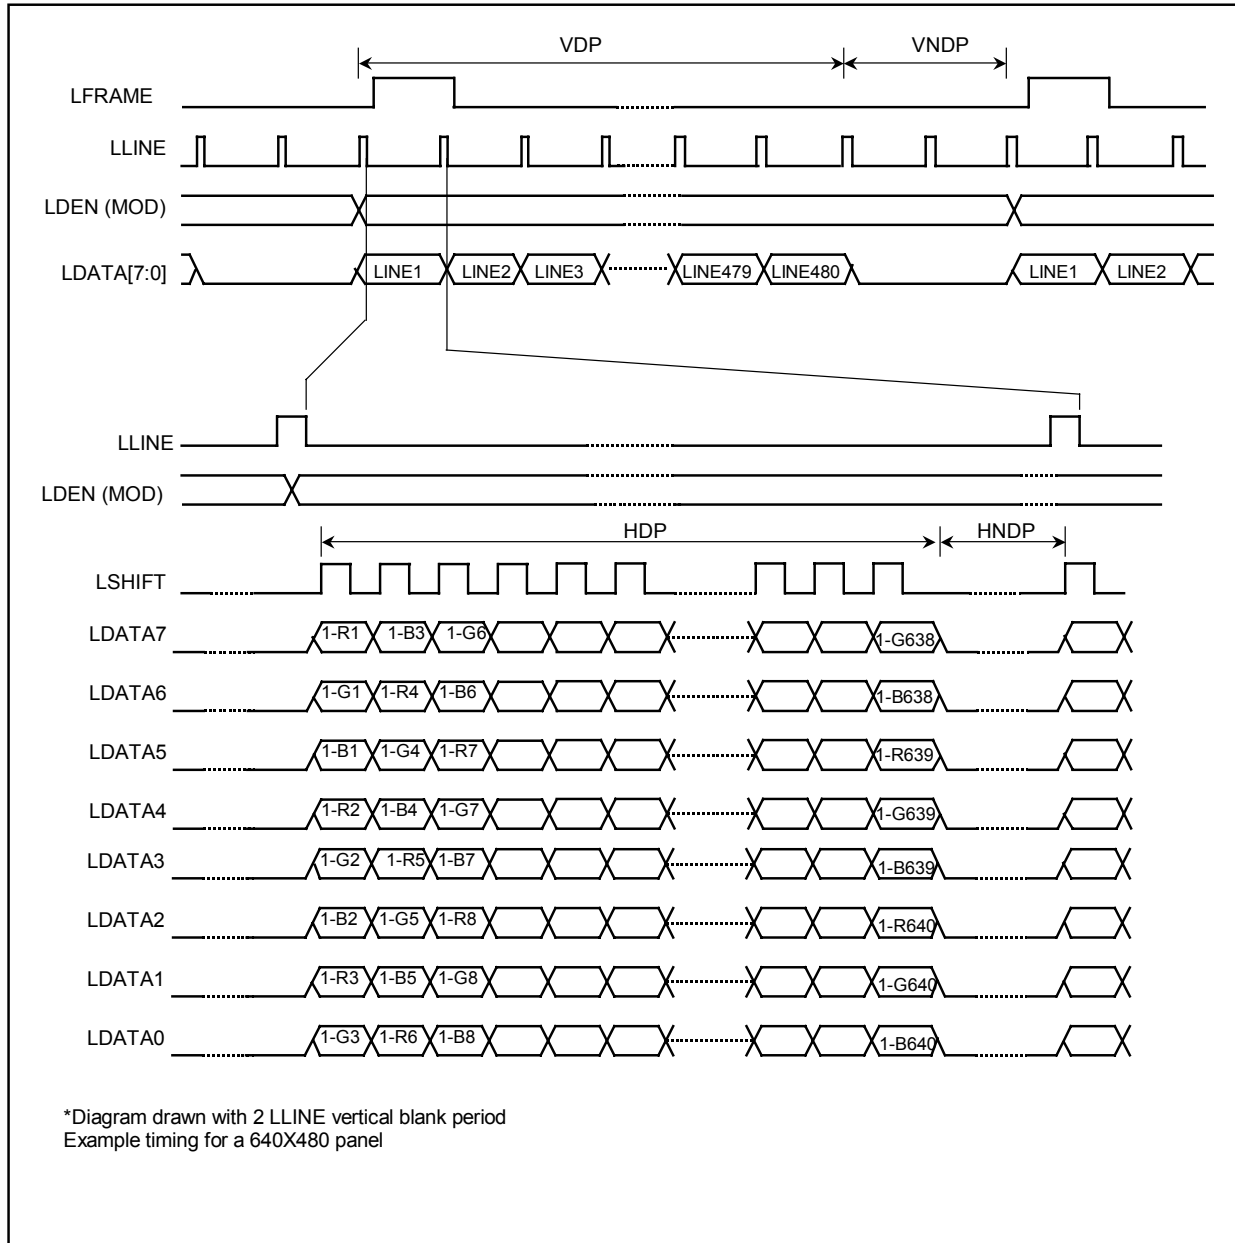 VDP VNDP
LFRAME
LLINE
LDEN (MOD)
LDATA[7:0] LINE1 LINE2 LINE3 LINE479 LINE480 LINE1 LINE2
LLINE
LDEN (MOD)
HDP HNDP
LSHIFT
LDATA7 1-R1 1-B3 1-G6 1-G638
LDATA6 1-G1 1-R4 1-B6 1-B638
LDATA5 1-B1 1-G4 1-R7 1-R639
LDATA4 1-R2 1-B4 1-G7 1-G639
LDATA3 1-G2 1-R5 1-B7 1-B639
LDATA2 1-B2 1-G5 1-R8 1-R640
LDATA1 1-R3 1-B5 1-G8 1-G640
LDATA0 1-G3 1-R6 1-B8 1-B640
*Diagram drawn with 2 LLINE vertical blank period
Example timing for a 640X480 panel